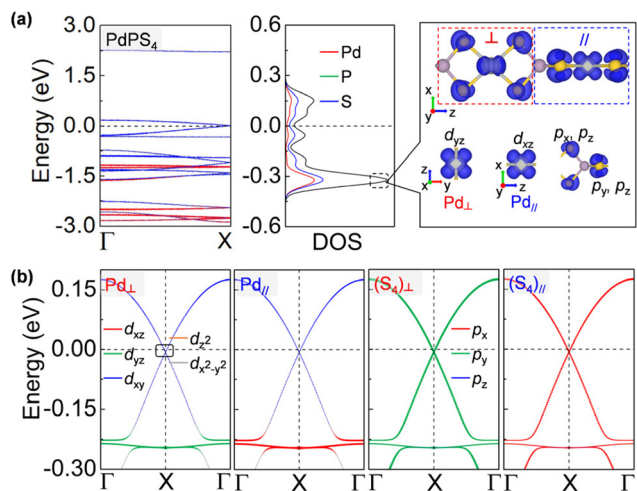 (a)
PdPS4
Energy (eV)
3.0
1.5
0.0
-1.5
-3.0
Γ
X
Pd
P
S
0.6
0.3
0.0
-0.3
-0.6
DOS
⊥
//
x
y
z
dyz
dxz
px, pz
z
x
y
x
y
z
py, pz
Pd⊥
Pd//
(b)
Energy (eV)
0.15
0.00
-0.15
-0.30
Pd⊥
Pd//
(S4)⊥
(S4)//
dxz
dyz
dxy
dz2
dx2-y2
px
py
pz
Γ X Γ X Γ X Γ X Γ